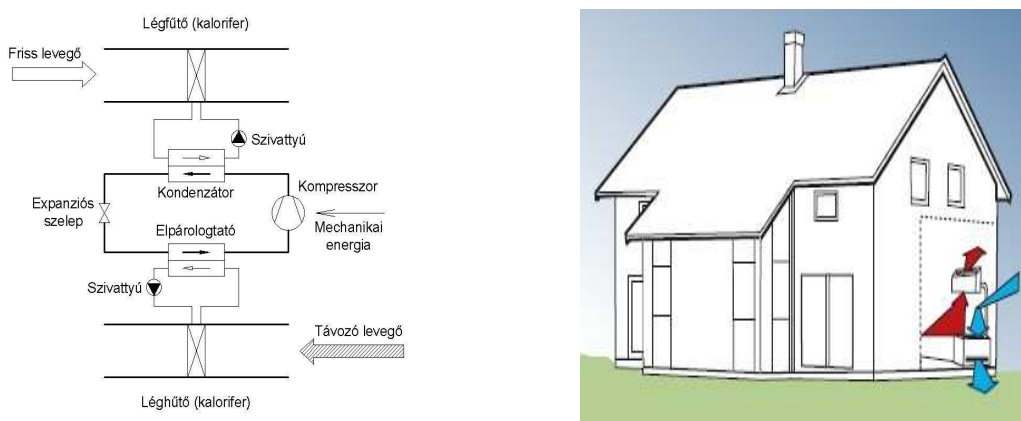 Légfűtő (kalorifer)
Friss levegő
Szivattyú
Kondenzátor
Kompresszor
Expanziós
szelep
Mechanikai
energia
Elpárologtató
Szivattyú
Távozó levegő
Léghűtő (kalorifer)